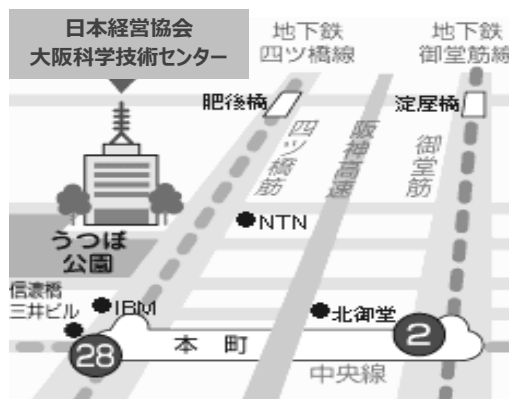 日本経営協会
大阪科学技術センター
地下鉄
四ツ橋線
地下鉄
御堂筋線
肥後橋
淀屋橋
四ツ橋筋
阪神高速
御堂筋
NTN
うつぼ
公園
信濃橋
三井ビル
IBM
北御堂
2
28
本町
中央線